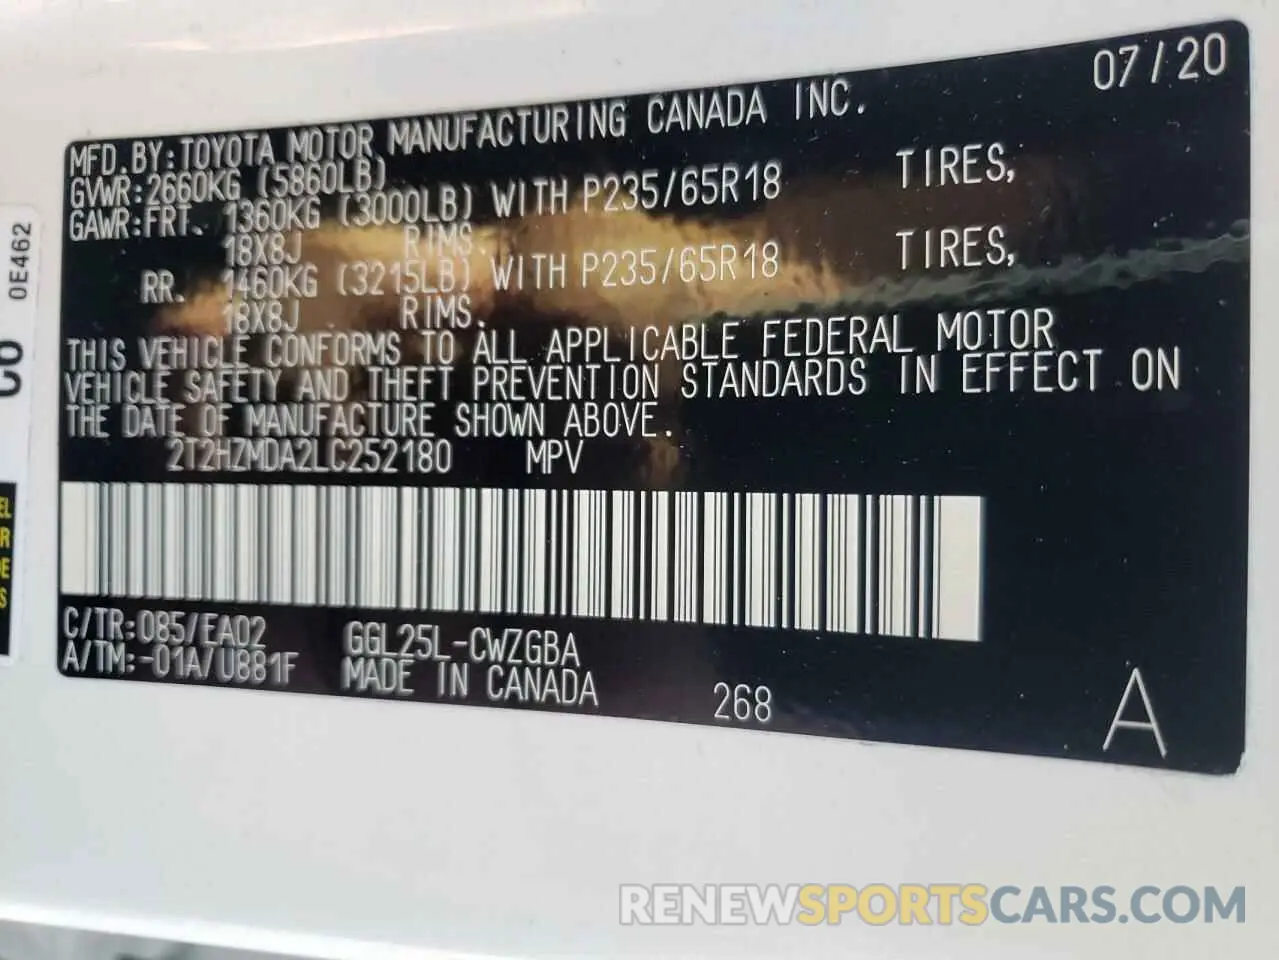 07/20
MFD.BY:TOYOTA MOTOR MANUFACTURING CANADA INC.
GVWR:2660KG (5860LB)
GAWR:FRT. 1360KG (3000LB) WITH P235/65R18 TIRES,
18X8J RIMS.
RR. 1460KG (3215LB) WITH P235/65R18 TIRES,
18X8J RIMS.
THIS VEHICLE CONFORMS TO ALL APPLICABLE FEDERAL MOTOR
VEHICLE SAFETY AND THEFT PREVENTION STANDARDS IN EFFECT ON
THE DATE OF MANUFACTURE SHOWN ABOVE.
2T2HZMDA2LC252180 MPV
C/TR:085/EA02 GGL25L-CWZGBA
A/TM:-01A/U881F MADE IN CANADA
268
A
0E462
RENEWSPORTSCARS.COM